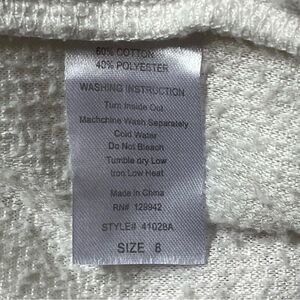 60% COTTON
40% POLYESTER
WASHING INSTRUCTION
Turn Inside Out
Machchine Wash Separately
Cold Water
Do Not Bleach
Tumble dry Low
Iron Low Heat
Made in China
RN# 129942
STYLE# 41028A
SIZE 8